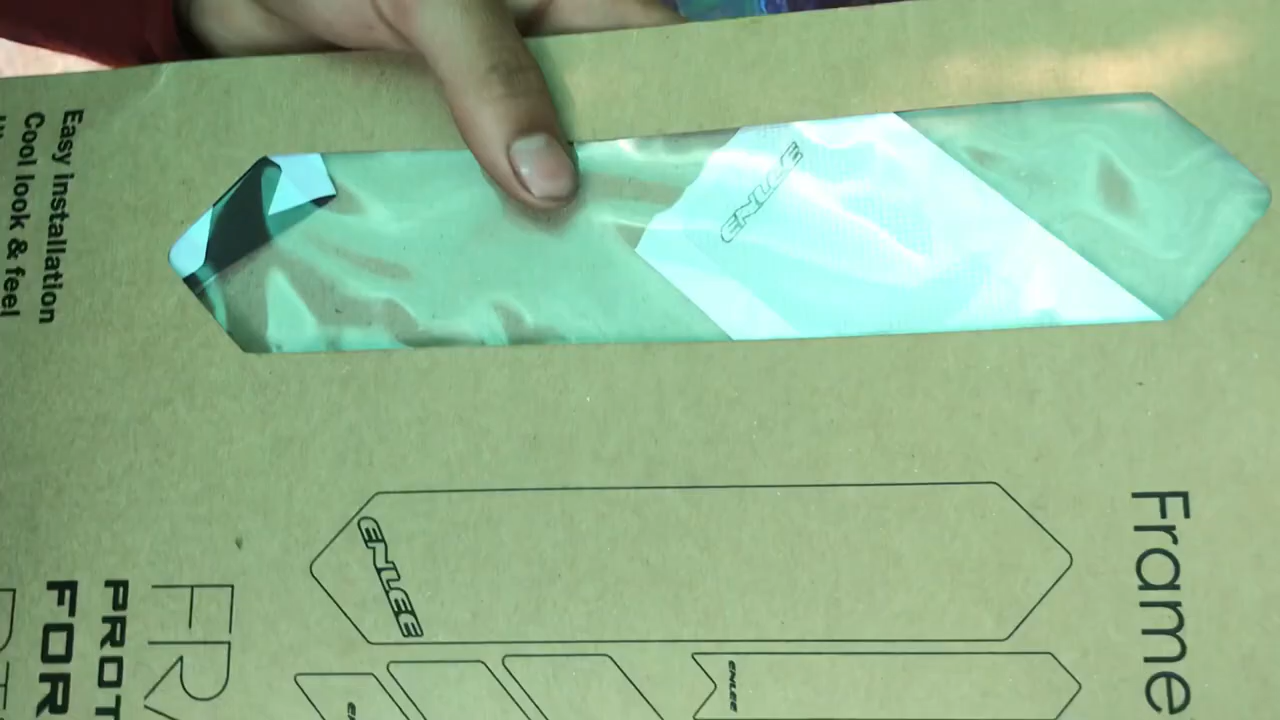 Easy installation
Cool look & feel
ENLEE
ENLEE
ENLEE
Frame
PROT
FOR